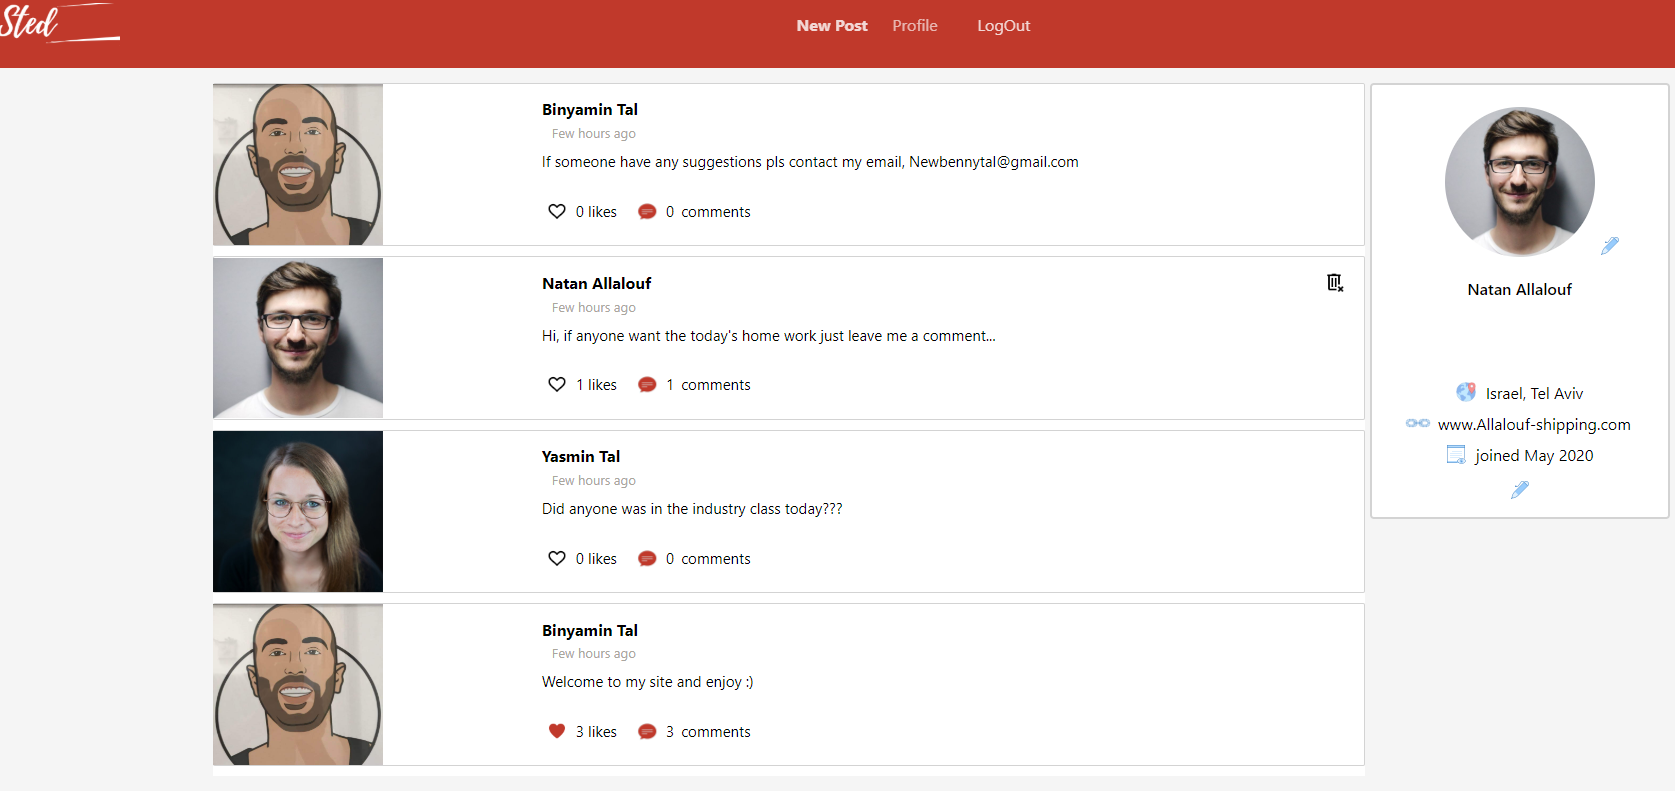 Sted
New Post Profile LogOut
Binyamin Tal
Few hours ago
If someone have any suggestions pls contact my email, Newbennytal@gmail.com
0 likes 0 comments
Natan Allalouf
Few hours ago
Hi, if anyone want the today's home work just leave me a comment...
1 likes 1 comments
Yasmin Tal
Few hours ago
Did anyone was in the industry class today???
0 likes 0 comments
Binyamin Tal
Few hours ago
Welcome to my site and enjoy :)
3 likes 3 comments
Natan Allalouf
Israel, Tel Aviv
www.Allalouf-shipping.com
joined May 2020